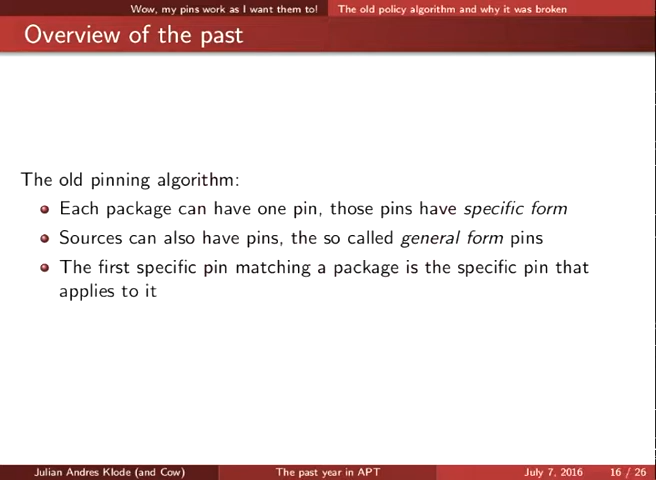 Wow, my pins work as I want them to! The old policy algorithm and why it was broken
Overview of the past
The old pinning algorithm:
Each package can have one pin, those pins have specific form
Sources can also have pins, the so called general form pins
The first specific pin matching a package is the specific pin that
applies to it
Julian Andres Klode (and Cow) The past year in APT July 7, 2016 16 / 26